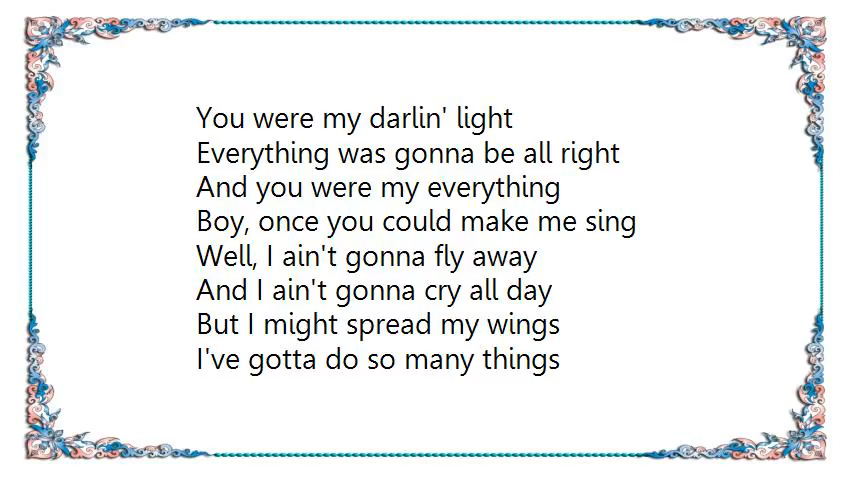 You were my darlin' light
Everything was gonna be all right
And you were my everything
Boy, once you could make me sing
Well, I ain't gonna fly away
And I ain't gonna cry all day
But I might spread my wings
I've gotta do so many things